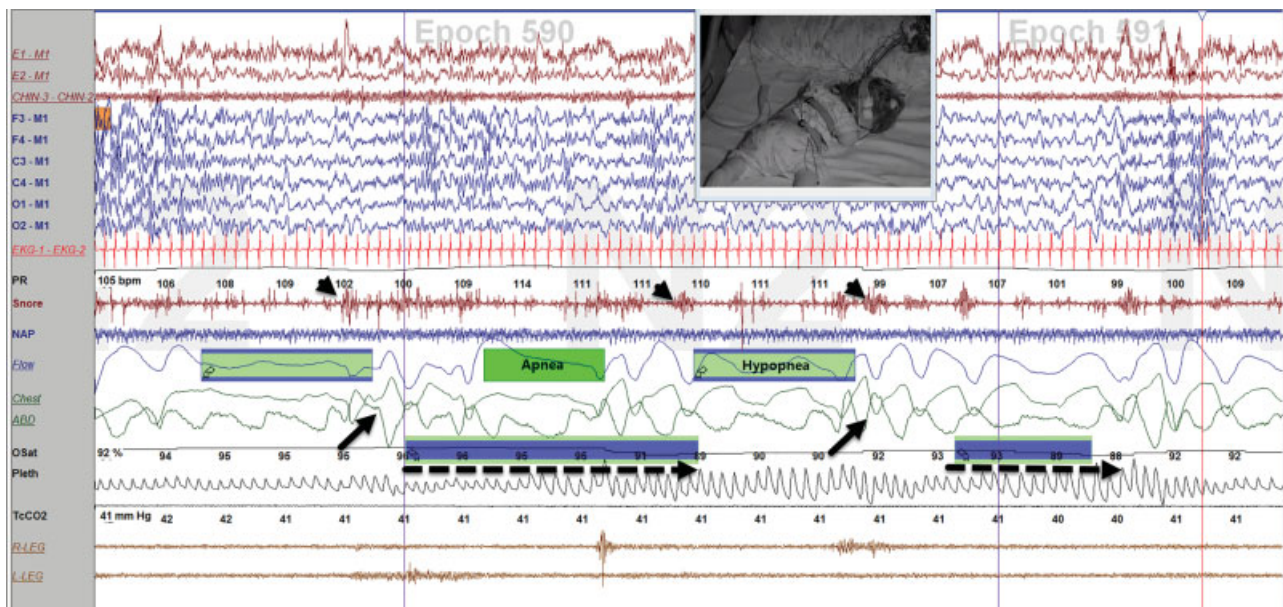 Epoch 590
Epoch 591
E1 - M1
E2 - M1
CHIN-3 - CHIN-2
F3 - M1
F4 - M1
C3 - M1
C4 - M1
O1 - M1
O2 - M1
EKG-1 - EKG-2
PR 105 bpm 106 108 109 102 100 109 114 111 111 110 111 111 99 107 107 111 99 100 109
Snore
NAP
Flow Apnea Hypopnea
Chest
ABD
OSat 92 % 94 95 95 95 96 96 91 89 90 90 92 93 93 89 88 92 92
Pleth
TcCO2 41 mm Hg 42 42 41 41 41 41 41 41 41 41 41 41 41 41 41 40 40 41 41
R-LEG
L-LEG